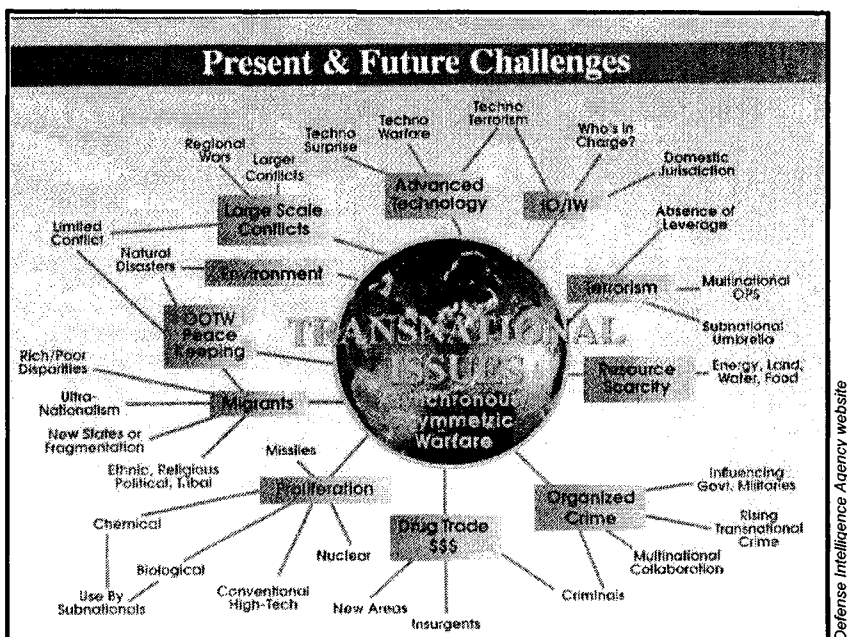 Present & Future Challenges
Techno
Surprise
Techno
Warfare
Techno
Terrorism
Who's In
Charge?
Domestic
Jurisdiction
Regional
Wars
Larger
Conflicts
Advanced
Technology
IO/IW
Large Scale
Conflicts
Absence of
Leverage
Limited
Conflict
Natural
Disasters
Environment
Terrorism
Multinational
OPS
Subnational
Umbrella
OOTW
Peace
Keeping
TRANSNATIONAL
ISSUES
Symmetric
Warfare
Resource
Scarcity
Energy, Land,
Water, Food
Rich/Poor
Disparities
Ultra-
Nationalism
Migrants
New States or
Fragmentation
Ethnic, Religious
Political, Tribal
Missiles
Proliferation
Chemical
Biological
Use By
Subnationals
Conventional
High-Tech
Nuclear
Drug Trade
$$$
New Areas
Insurgents
Criminals
Organized
Crime
Influencing
Govt, Militaries
Rising
Transnational
Crime
Multinational
Collaboration
Defense Intelligence Agency website